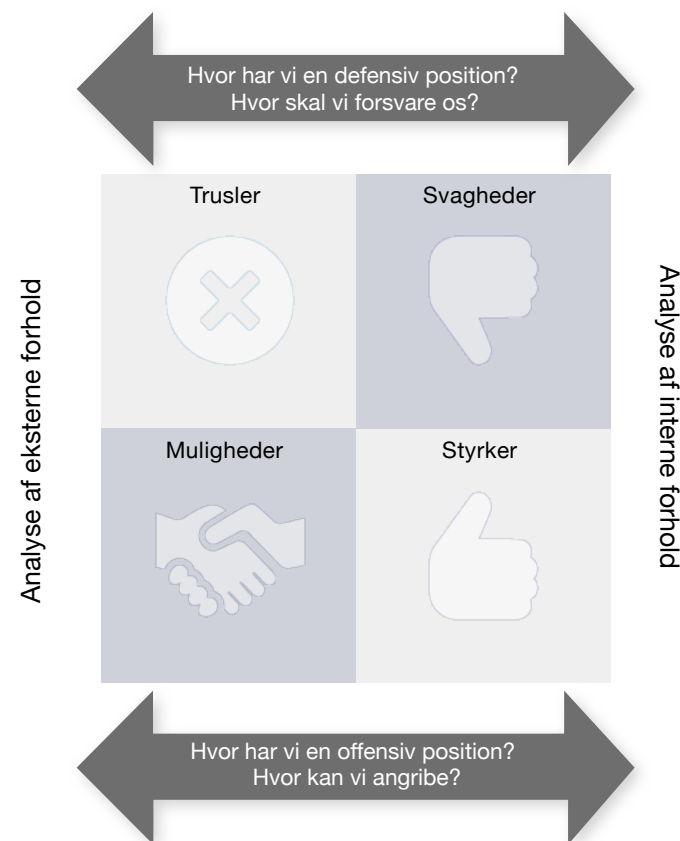 Hvor har vi en defensiv position?
Hvor skal vi forsvare os?
Trusler
Svagheder
Analyse af eksterne forhold
Analyse af interne forhold
Muligheder
Styrker
Hvor har vi en offensiv position?
Hvor kan vi angribe?